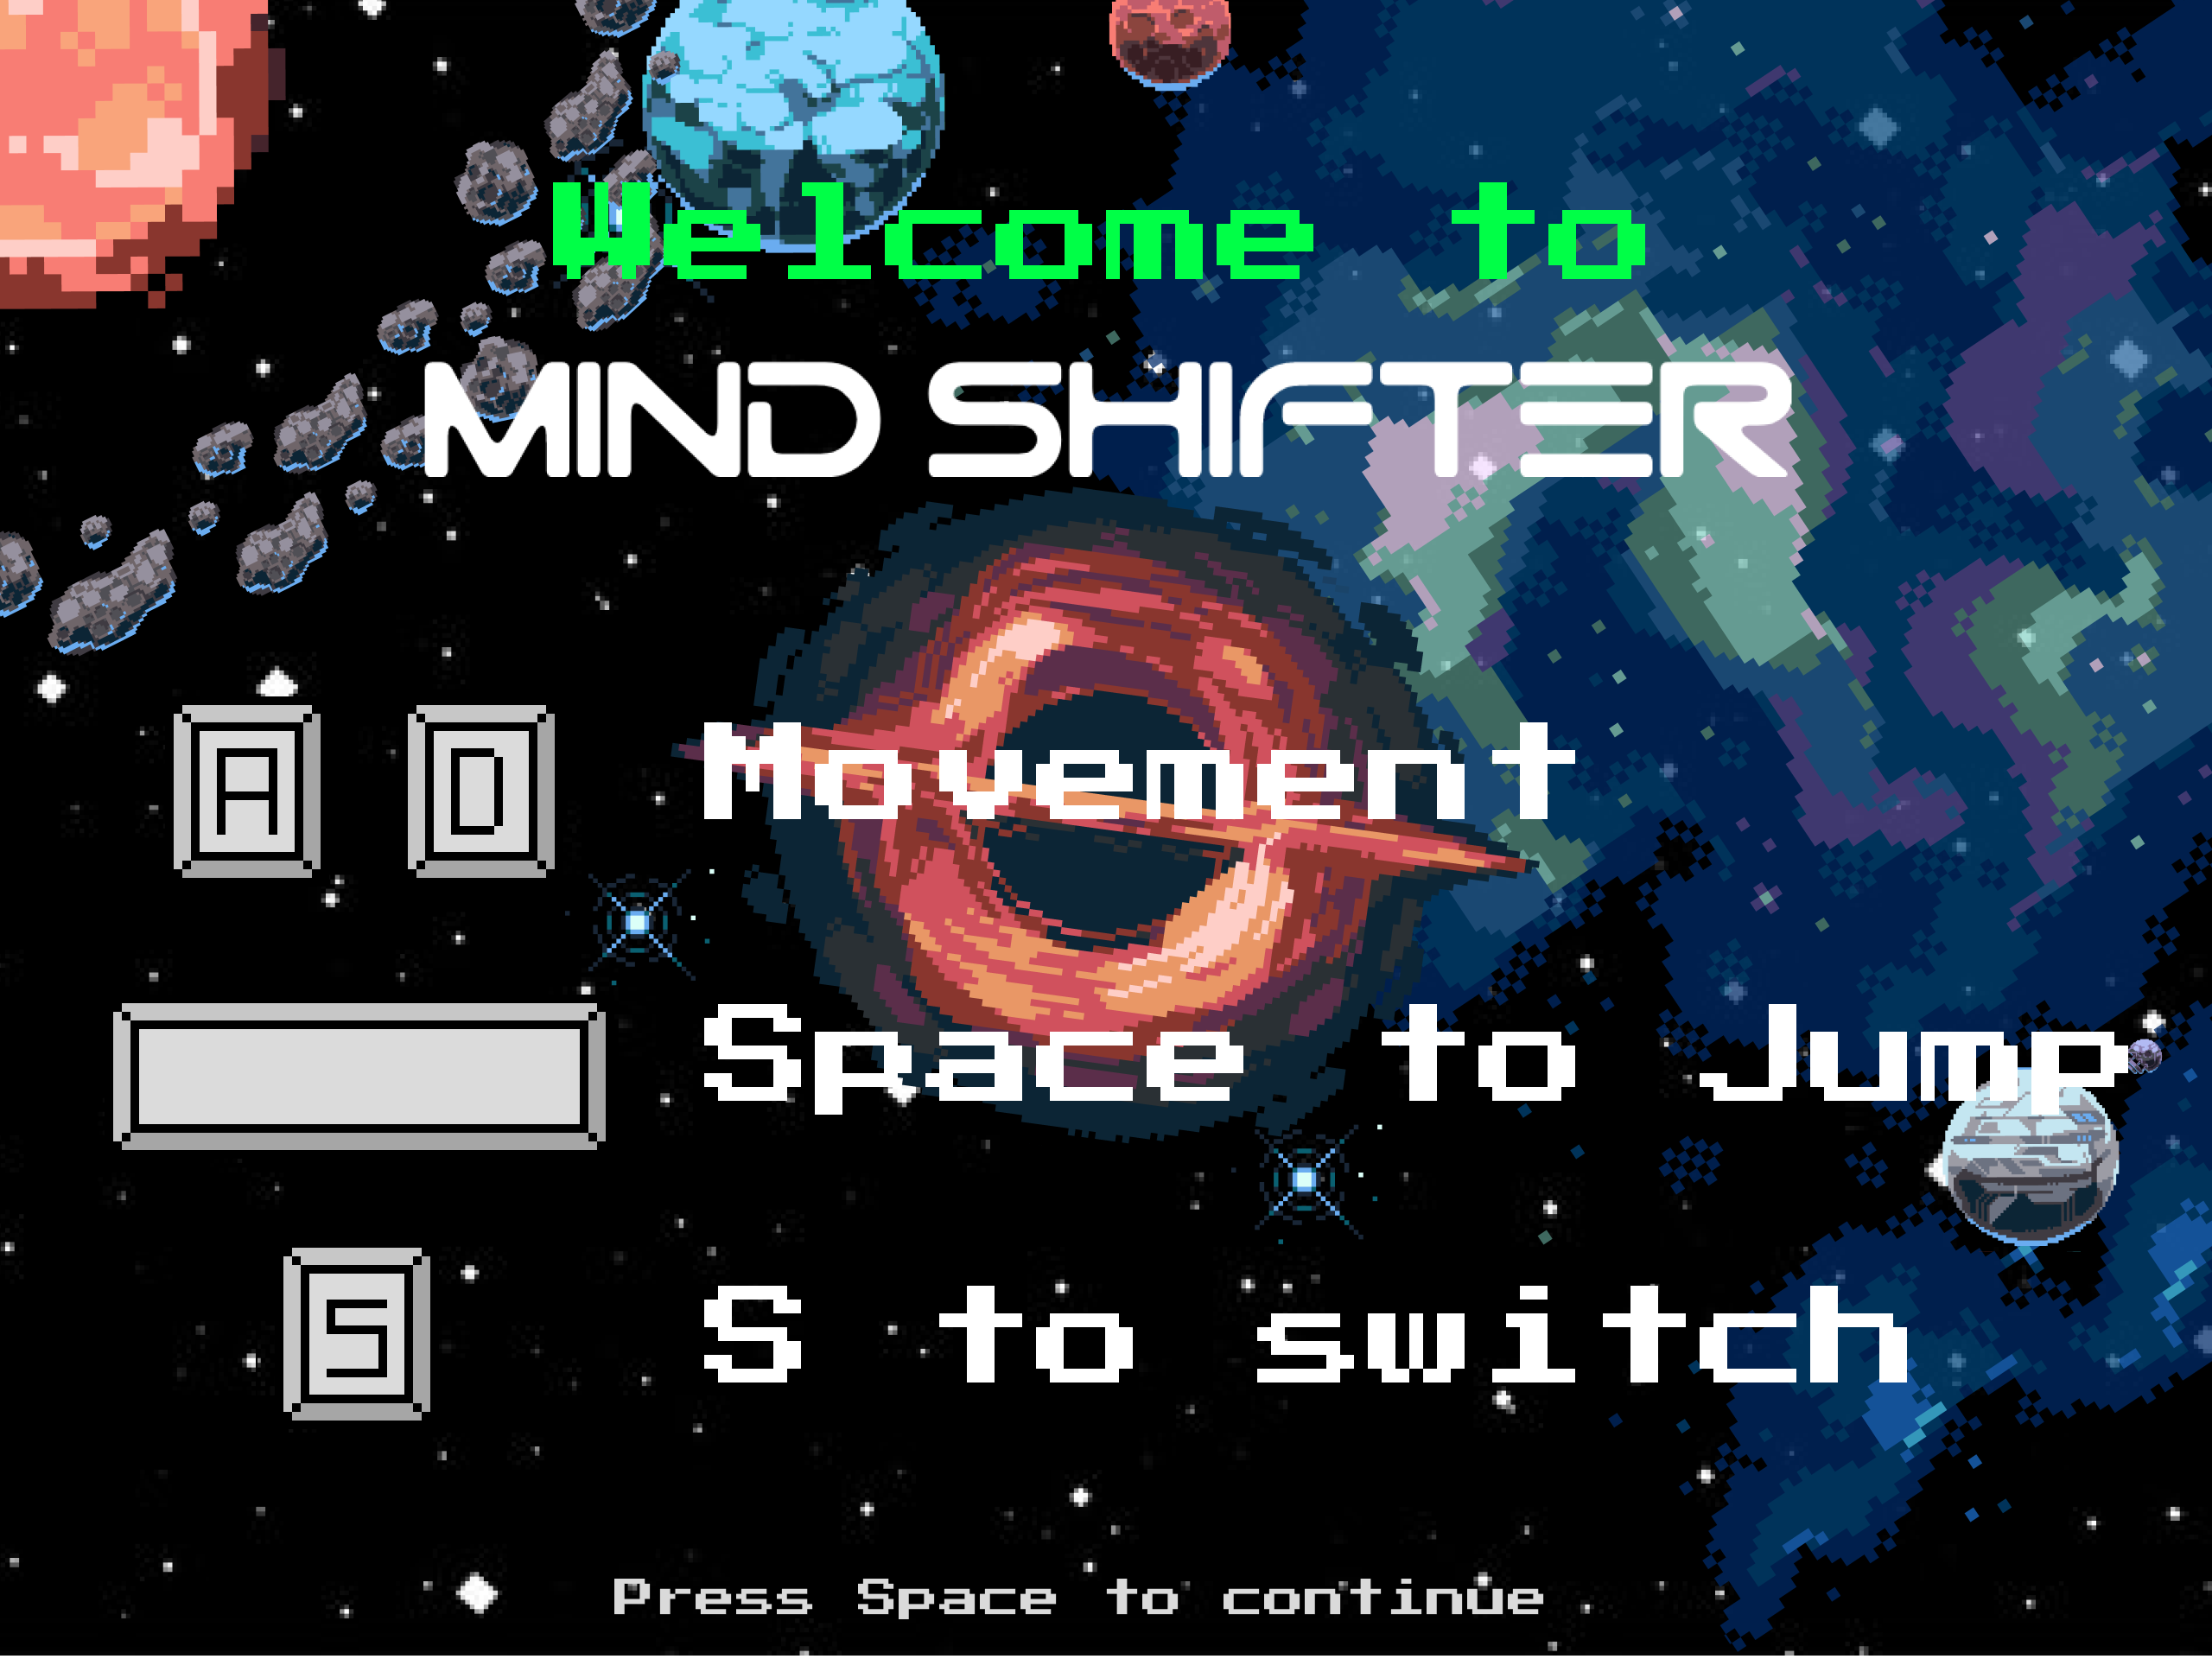 Welcome to
MIND SHIFTER
A D Movement
Space to Jump
S S to switch
Press Space to continue